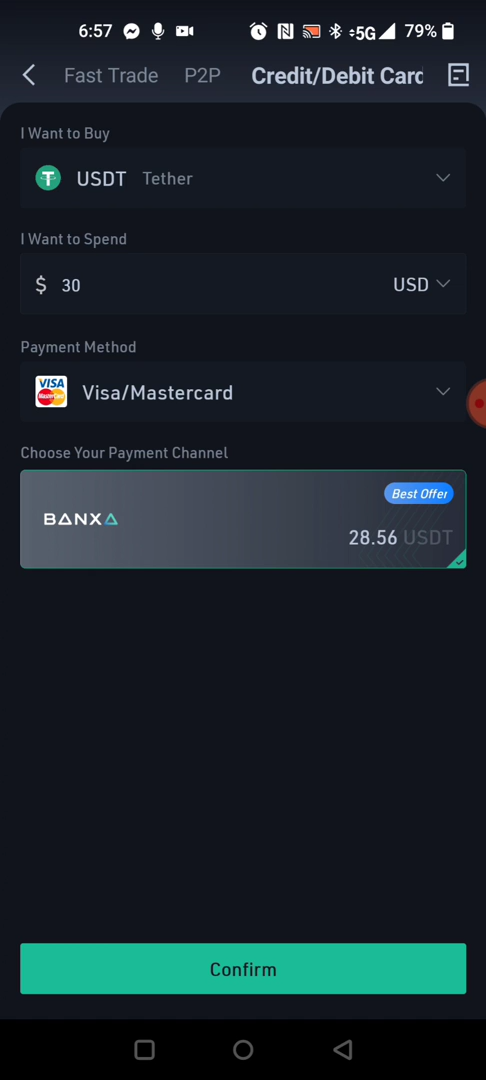 6:57 5G 79%
Fast Trade P2P Credit/Debit Card
I Want to Buy
USDT Tether
I Want to Spend
$ 30 USD
Payment Method
VISA MasterCard Visa/Mastercard
Choose Your Payment Channel
Best Offer
BANXA
28.56 USDT
Confirm